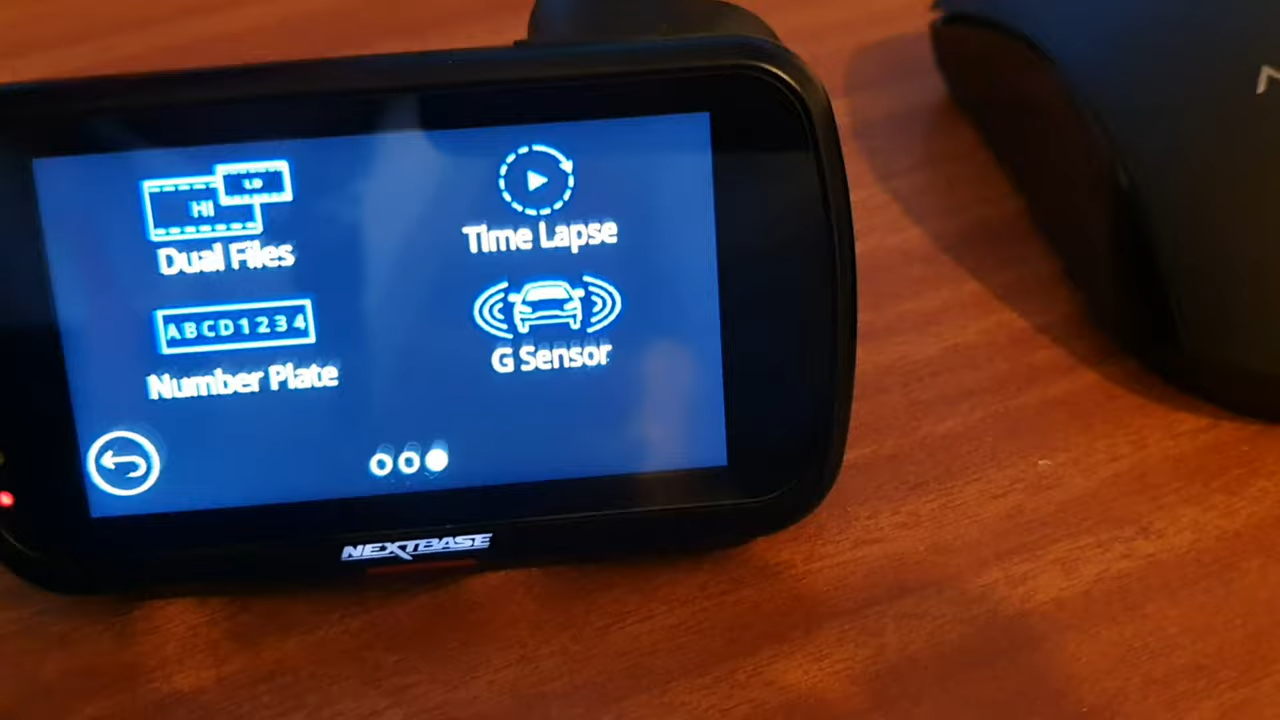 HI
Lo
Dual Files
Time Lapse
ABCD1234
Number Plate
G Sensor
NEXTBASE